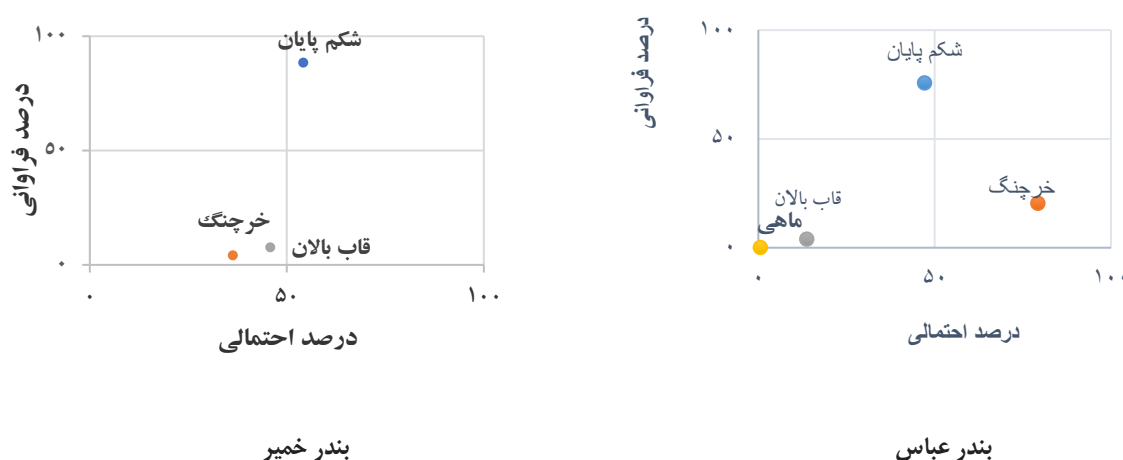 ۱۰۰
۵۰
۰
۰
۵۰
۱۰۰
درصد فراوانی
شکم پایان
خرچنگ
قاب بالان
ماهی
درصد احتمالی
بندر عباس
۱۰۰
۵۰
۰
۰
۵۰
۱۰۰
درصد فراوانی
شکم پایان
خرچنگ
قاب بالان
درصد احتمالی
بندر خمیر